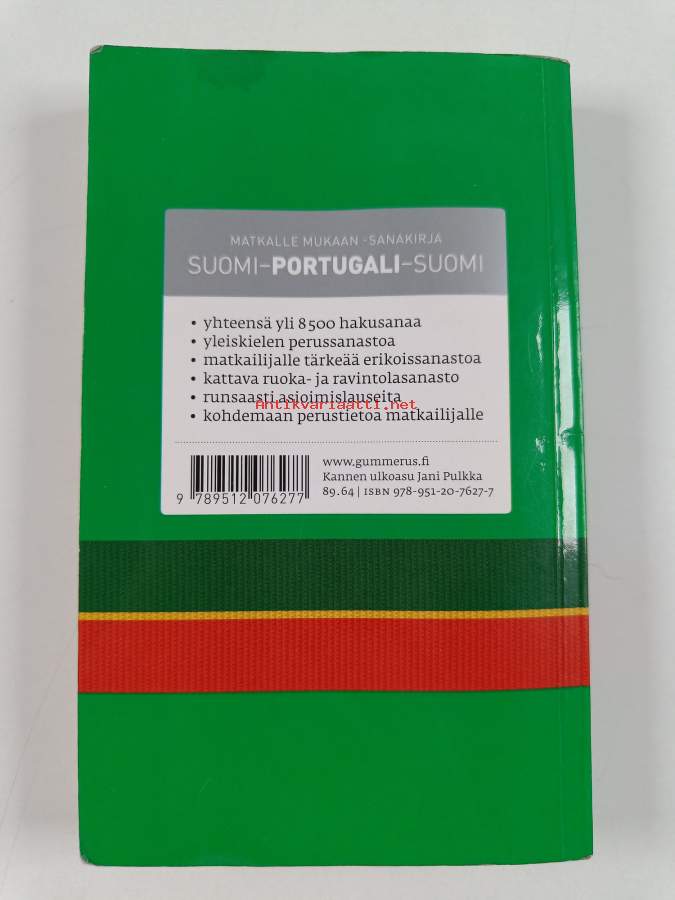 MATKALLE MUKAAN -SANAKIRJA
SUOMI–PORTUGALI–SUOMI
• yhteensä yli 8 500 hakusanaa
• yleiskielen perussanastoa
• matkailijalle tärkeää erikoissanastoa
• kattava ruoka- ja ravintolasanasto
• runsaasti asioimislauseita
Antikvariaatti.net
• kohdemaan perustietoa matkailijalle
www.gummerus.fi
Kannen ulkoasu Jani Pulkka
89.64 | ISBN 978-951-20-7627-7
9 789512 076277